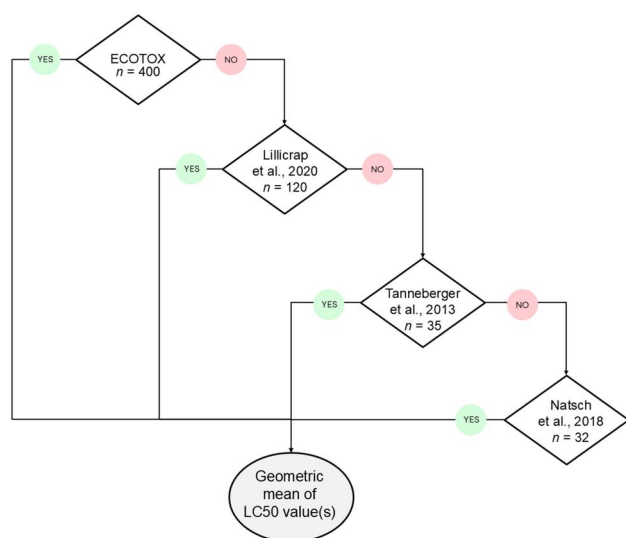 YES
ECOTOX
n = 400
NO
YES
Lillicrap
et al., 2020
n = 120
NO
YES
Tanneberger
et al., 2013
n = 35
NO
YES
Natsch
et al., 2018
n = 32
Geometric
mean of
LC50 value(s)